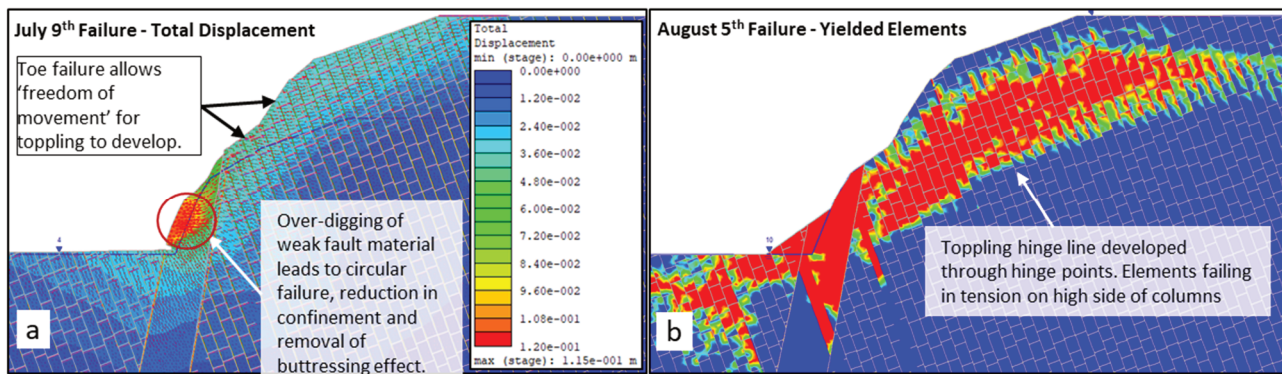 July 9th Failure - Total Displacement
Toe failure allows
‘freedom of
movement’ for
toppling to develop.
Over-digging of
weak fault material
leads to circular
failure, reduction in
confinement and
removal of
buttressing effect.
4
a
Total
Displacement
min (stage): 0.00e+000 m
0.00e+000
1.20e-002
2.40e-002
3.60e-002
4.80e-002
6.00e-002
7.20e-002
8.40e-002
9.60e-002
1.08e-001
1.20e-001
max (stage): 1.15e-001 m
August 5th Failure - Yielded Elements
10
Toppling hinge line developed
through hinge points. Elements failing
in tension on high side of columns
b